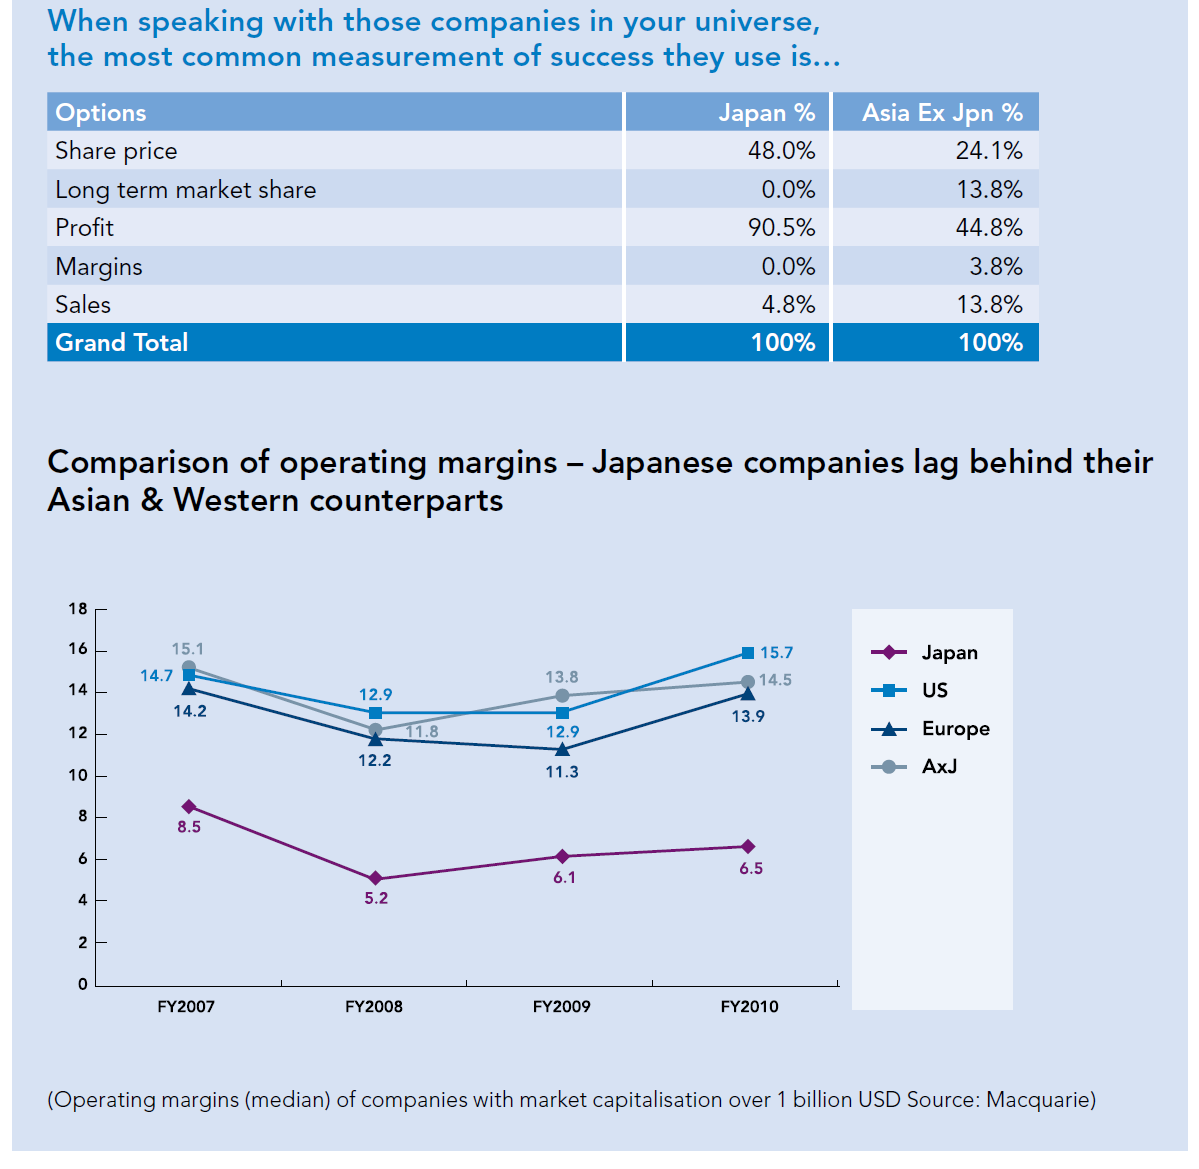 When speaking with those companies in your universe,
the most common measurement of success they use is...
Options Japan % Asia Ex Jpn %
Share price 48.0% 24.1%
Long term market share 0.0% 13.8%
Profit 90.5% 44.8%
Margins 0.0% 3.8%
Sales 4.8% 13.8%
Grand Total 100% 100%
Comparison of operating margins – Japanese companies lag behind their
Asian & Western counterparts
18
16
14
12
10
8
6
4
2
0
15.1
14.7
14.2
12.9
11.8
12.2
13.8
12.9
11.3
15.7
14.5
13.9
8.5
5.2
6.1
6.5
FY2007 FY2008 FY2009 FY2010
Japan
US
Europe
AxJ
(Operating margins (median) of companies with market capitalisation over 1 billion USD Source: Macquarie)